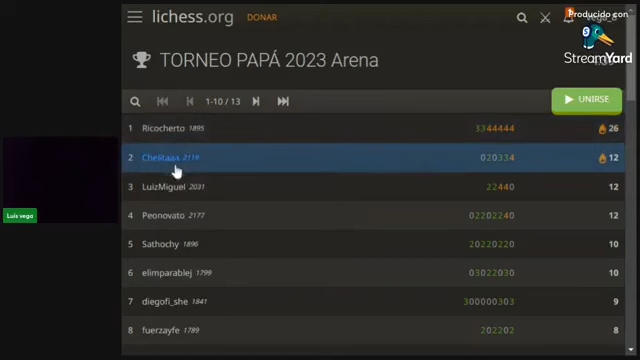 lichess.org DONAR
Producido con
StreamYard
TORNEO PAPÁ 2023 Arena
1-10 / 13
UNIRSE
1 Ricocherto 1895 3344444 26
2 2119 020334 12
3 LuizMiguel 2031 22440 12
4 Peonovato 2177 02202240 12
5 Sathochy 1896 20220220 10
6 elimparablej 1799 03022030 10
7 diegofi_she 1841 300000303 9
8 fuerzayfe 1789 202202 8
Luis vega